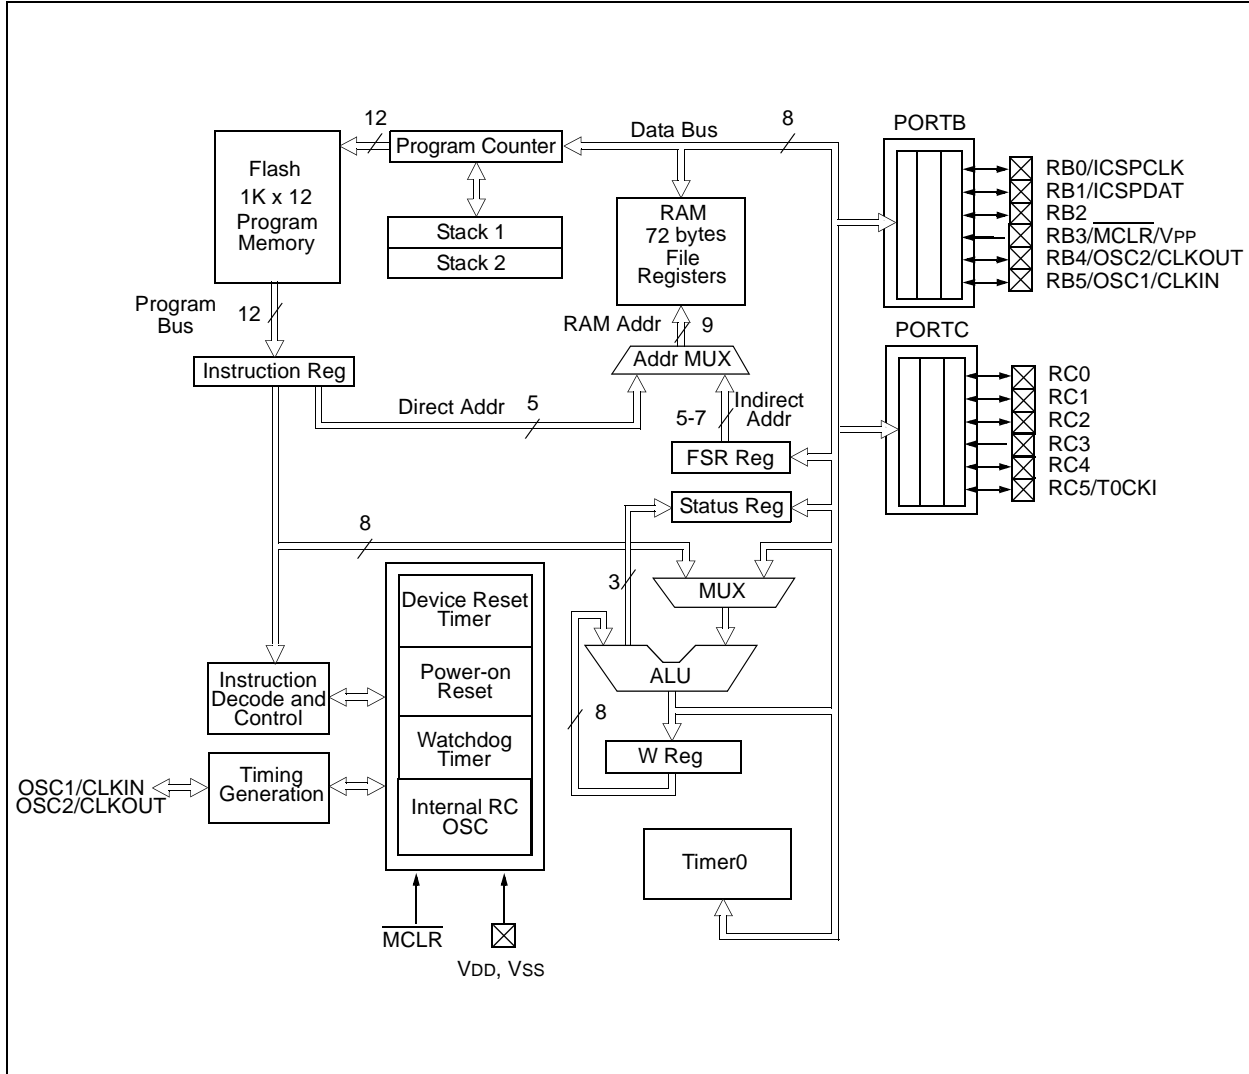 12
Data Bus
8
PORTB
Program Counter
Flash
1K x 12
Program
Memory
Stack 1
Stack 2
RAM
72 bytes
File
Registers
RB0/ICSPCLK
RB1/ICSPDAT
RB2
RB3/MCLR/VPP
RB4/OSC2/CLKOUT
RB5/OSC1/CLKIN
Program
Bus
12
RAM Addr
9
PORTC
Instruction Reg
Addr MUX
Direct Addr
5
5-7
Indirect
Addr
RC0
RC1
RC2
RC3
RC4
RC5/T0CKI
FSR Reg
Status Reg
8
3
MUX
Device Reset
Timer
Power-on
Reset
Watchdog
Timer
Internal RC
OSC
ALU
Instruction
Decode and
Control
8
W Reg
Timing
Generation
OSC1/CLKIN
OSC2/CLKOUT
Timer0
MCLR
VDD, VSS